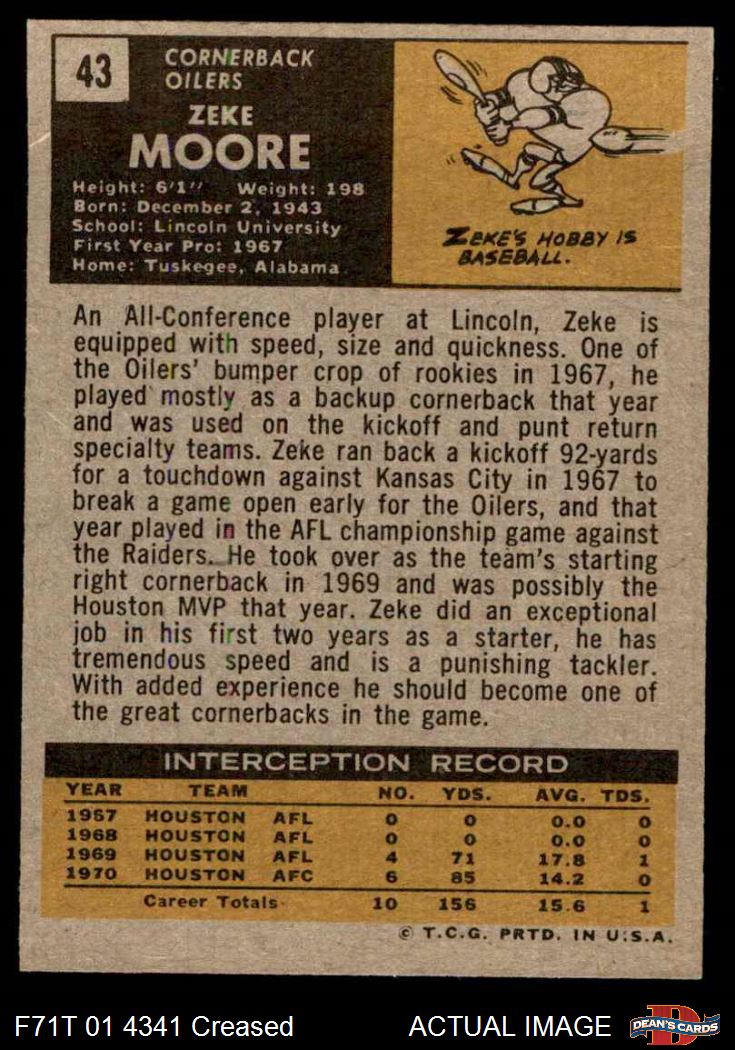 43
CORNERBACK
OILERS
ZEKE
MOORE
Height: 6'1" Weight: 198
Born: December 2, 1943
School: Lincoln University
First Year Pro: 1967
Home: Tuskegee, Alabama
ZEKE'S HOBBY IS
BASEBALL.
An All-Conference player at Lincoln, Zeke is
equipped with speed, size and quickness. One of
the Oilers' bumper crop of rookies in 1967, he
played mostly as a backup cornerback that year
and was used on the kickoff and punt return
specialty teams. Zeke ran back a kickoff 92-yards
for a touchdown against Kansas City in 1967 to
break a game open early for the Oilers, and that
year played in the AFL championship game against
the Raiders. He took over as the team's starting
right cornerback in 1969 and was possibly the
Houston MVP that year. Zeke did an exceptional
job in his first two years as a starter, he has
tremendous speed and is a punishing tackler.
With added experience he should become one of
the great cornerbacks in the game.
INTERCEPTION RECORD
YEAR TEAM NO. YDS. AVG. TDS.
1967 HOUSTON AFL 0 0 0.0 0
1968 HOUSTON AFL 0 0 0.0 0
1969 HOUSTON AFL 4 71 17.8 1
1970 HOUSTON AFC 6 85 14.2 0
Career Totals 10 156 15.6 1
© T.C.G. PRTD. IN U.S.A.
F71T 01 4341 Creased ACTUAL IMAGE
D
DEAN'S CARDS